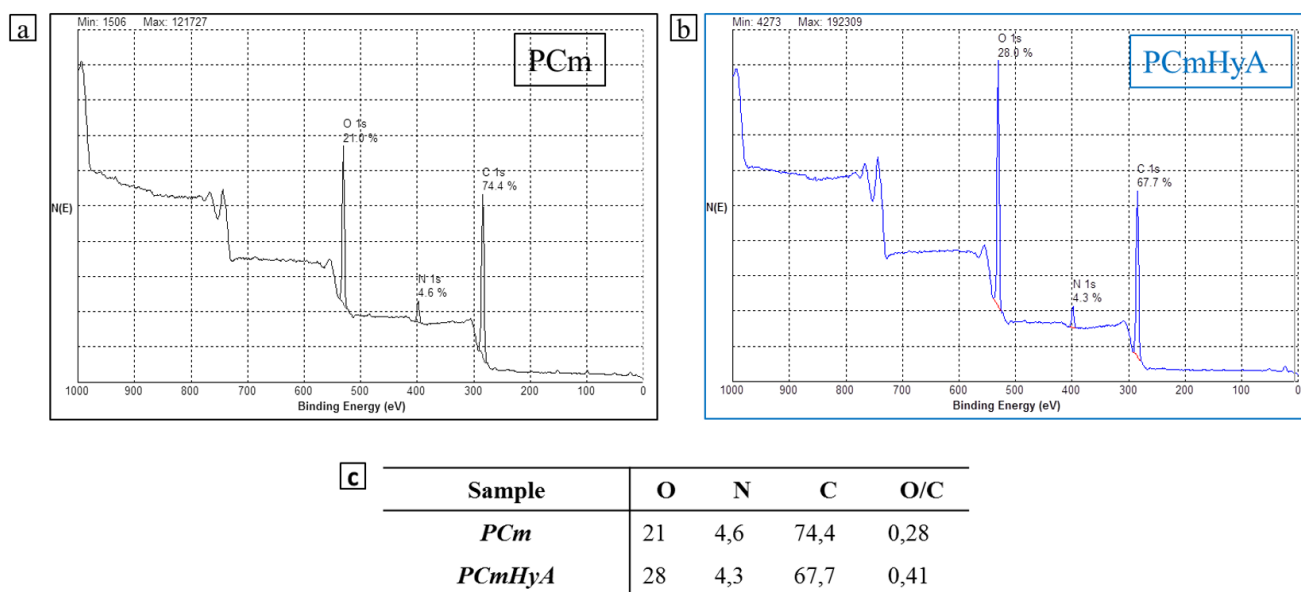 a
Min: 1506 Max: 121727
PCm
O 1s
21.0 %
C 1s
74.4 %
N(E)
N 1s
4.6 %
1000 900 800 700 600 500 400 300 200 100 0
Binding Energy (eV)
b
Min: 4273 Max: 192309
O 1s
28.0 %
PCmHyA
C 1s
67.7 %
N(E)
N 1s
4.3 %
1000 900 800 700 600 500 400 300 200 100 0
Binding Energy (eV)
c
Sample O N C O/C
PCm 21 4,6 74,4 0,28
PCmHyA 28 4,3 67,7 0,41